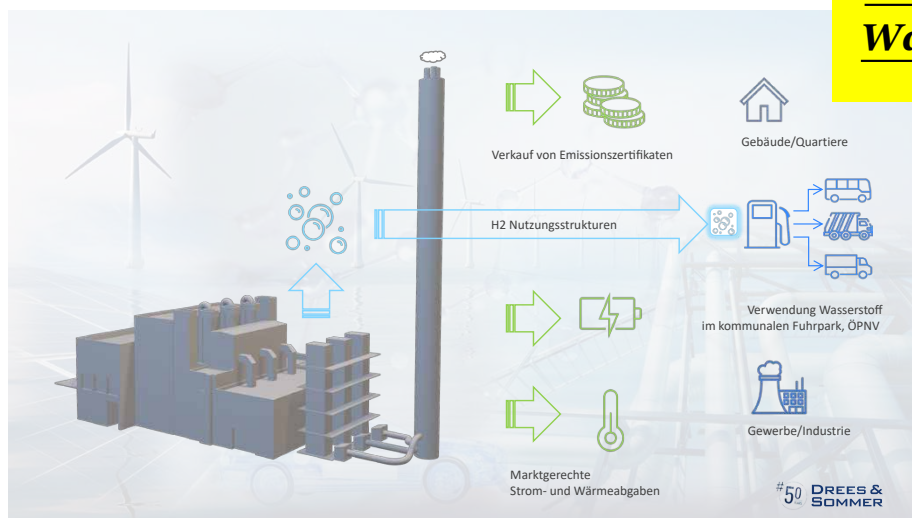 Verkauf von Emissionszertifikaten
Gebäude/Quartiere
H2 Nutzungsstrukturen
Verwendung Wasserstoff
im kommunalen Fuhrpark, ÖPNV
Gewerbe/Industrie
Marktgerechte
Strom- und Wärmeabgaben
#50 DREES &
SOMMER